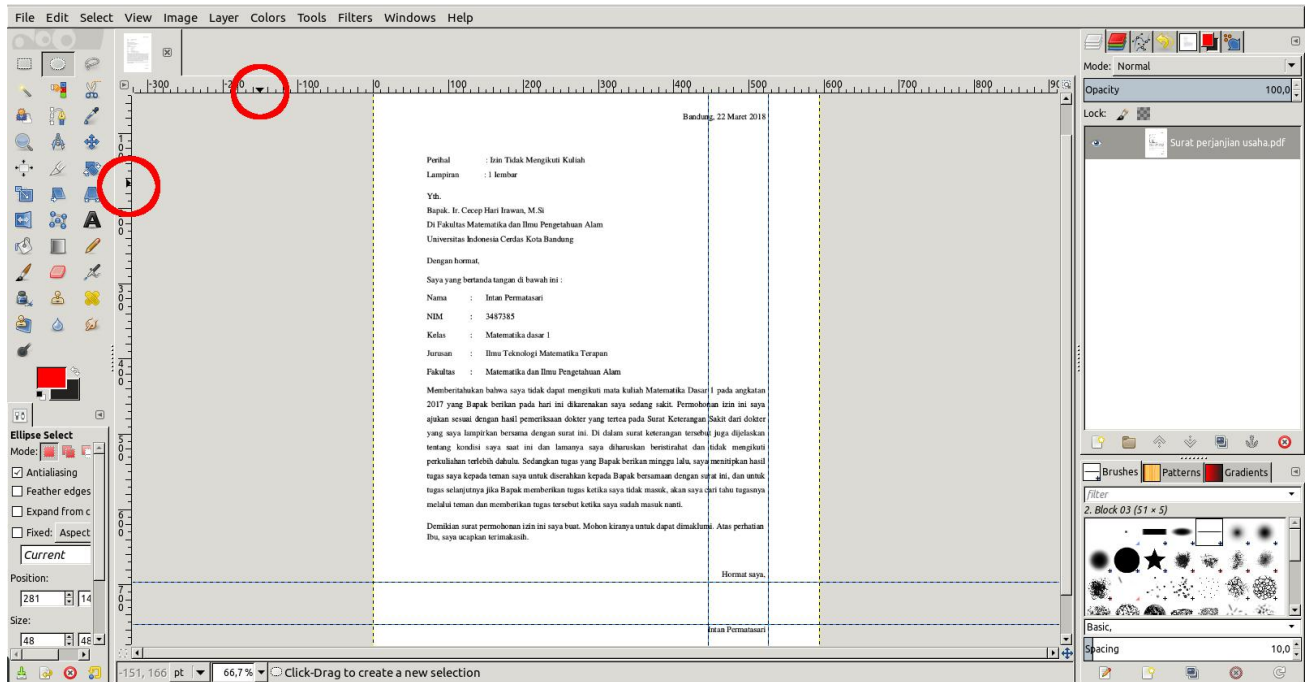 File Edit Select View Image Layer Colors Tools Filters Windows Help
Mode: Normal
Opacity 100,0
Lock:
Surat perjanjian usaha.pdf
-300 -100 0 100 200 300 400 500 600 700 800
Bandung, 22 Maret 2018
Perihal : Izin Tidak Mengikuti Kuliah
Lampiran : 1 lembar
Yth.
Bapak. Ir. Cecep Hari Irawan, M.Si
Di Fakultas Matematika dan Ilmu Pengetahuan Alam
Universitas Indonesia Cerdas Kota Bandung
Dengan hormat,
Saya yang bertanda tangan di bawah ini :
Nama : Intan Permatasari
NIM : 3487385
Kelas : Matematika dasar 1
Jurusan : Ilmu Teknologi Matematika Terapan
Fakultas : Matematika dan Ilmu Pengetahuan Alam
Memberitahukan bahwa saya tidak dapat mengikuti mata kuliah Matematika Dasar 1 pada angkatan
2017 yang Bapak berikan pada hari ini dikarenakan saya sedang sakit. Permohonan izin ini saya
ajukan sesuai dengan hasil pemeriksaan dokter yang tertea pada Surat Keterangan Sakit dari dokter
yang saya lampirkan bersama dengan surat ini. Di dalam surat keterangan tersebut juga dijelaskan
tentang kondisi saya saat ini dan lamanya saya diharuskan beristirahat dan tidak mengikuti
perkuliahan terlebih dahulu. Sedangkan tugas yang Bapak berikan minggu lalu, saya menitipkan hasil
tugas saya kepada teman saya untuk diserahkan kepada Bapak bersamaan dengan surat ini, dan untuk
tugas selanjutnya jika Bapak memberikan tugas ketika saya tidak masuk, akan saya cari tahu tugasnya
melalui teman dan memberikan tugas tersebut ketika saya sudah masuk nanti.
Demikian surat permohonan izin ini saya buat. Mohon kiranya untuk dapat dimaklumi. Atas perhatian
Ibu, saya ucapkan terimakasih.
Hormat saya,
Intan Permatasari
Ellipse Select
Mode:
Antialiasing
Feather edges
Expand from c
Fixed: Aspect
Current
Position:
281 14
Size:
48 48
-151, 166 pt 66,7 % Click-Drag to create a new selection
Brushes Patterns Gradients
filter
2. Block 03 (51 × 5)
Basic,
Spacing 10,0